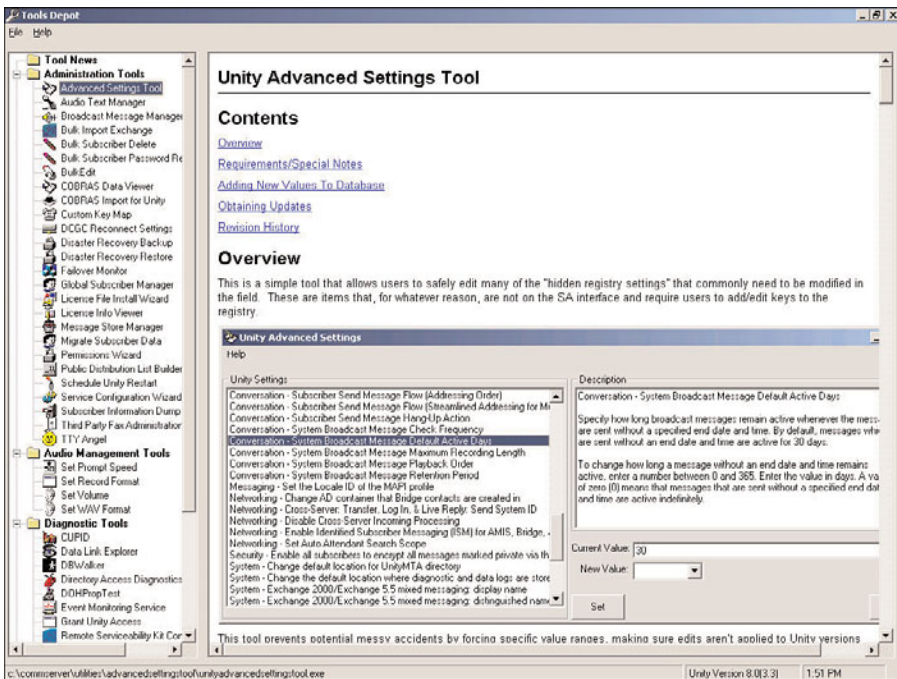 Tools Depot
File Help
Tool News
Administration Tools
Advanced Settings Tool
Audio Text Manager
Broadcast Message Manager
Bulk Import Exchange
Bulk Subscriber Delete
Bulk Subscriber Password Re
BulkEdit
COBRAS Data Viewer
COBRAS Import for Unity
Custom Key Map
DCGC Reconnect Settings
Disaster Recovery Backup
Disaster Recovery Restore
Failover Monitor
Global Subscriber Manager
License File Install Wizard
License Info Viewer
Message Store Manager
Migrate Subscriber Data
Permissions Wizard
Public Distribution List Builder
Schedule Unity Restart
Service Configuration Wizard
Subscriber Information Dump
Third Party Fax Administration
TTY Angel
Audio Management Tools
Set Prompt Speed
Set Record Format
Set Volume
Set WAV Format
Diagnostic Tools
CUPID
Data Link Explorer
DBWalker
Directory Access Diagnostics
DOHPropTest
Event Monitoring Service
Grant Unity Access
Remote Serviceability Kit Cor
Unity Advanced Settings Tool
Contents
Overview
Requirements/Special Notes
Adding New Values To Database
Obtaining Updates
Revision History
Overview
This is a simple tool that allows users to safely edit many of the "hidden registry settings" that commonly need to be modified in
the field. These are items that, for whatever reason, are not on the SA interface and require users to add/edit keys to the
registry.
Unity Advanced Settings
Help
Unity Settings
Conversation - Subscriber Send Message Flow (Addressing Order)
Conversation - Subscriber Send Message Flow (Streamlined Addressing for M
Conversation - Subscriber Send Message Hang-Up Action
Conversation - System Broadcast Message Check Frequency
Conversation - System Broadcast Message Default Active Days
Conversation - System Broadcast Message Maximum Recording Length
Conversation - System Broadcast Message Playback Order
Conversation - System Broadcast Message Retention Period
Messaging - Set the Locale ID of the MAPI profile
Networking - Change AD container that Bridge contacts are created in
Networking - Cross-Server: Transfer, Log In, & Live Reply: Send System ID
Networking - Disable Cross-Server Incoming Processing
Networking - Enable Identified Subscriber Messaging (ISM) for AMIS, Bridge,
Networking - Set Auto Attendant Search Scope
Security - Enable all subscribers to encrypt all messages marked private via th
System - Change default location for UnityMTA directory
System - Change the default location where diagnostic and data logs are store
System - Exchange 2000/Exchange 5.5 mixed messaging: display name
System - Exchange 2000/Exchange 5.5 mixed messaging: distinguished name
Description
Conversation - System Broadcast Message Default Active Days
Specify how long broadcast messages remain active whenever the mess
are sent without a specified end date and time. By default, messages whic
are sent without an end date and time are active for 30 days.
To change how long a message without an end date and time remains
active, enter a number between 0 and 365. Enter the value in days. A va
of zero (0) means that messages that are sent without a specified end dat
and time are active indefinitely.
Current Value: 30
New Value:
Set
This tool prevents potential messy accidents by forcing specific value ranges, making sure edits aren't applied to Unity versions
c:\commserver\utilities\advancedsettingstool\unityadvancedsettingstool.exe
Unity Version 8.0(3.3) 1:51 PM